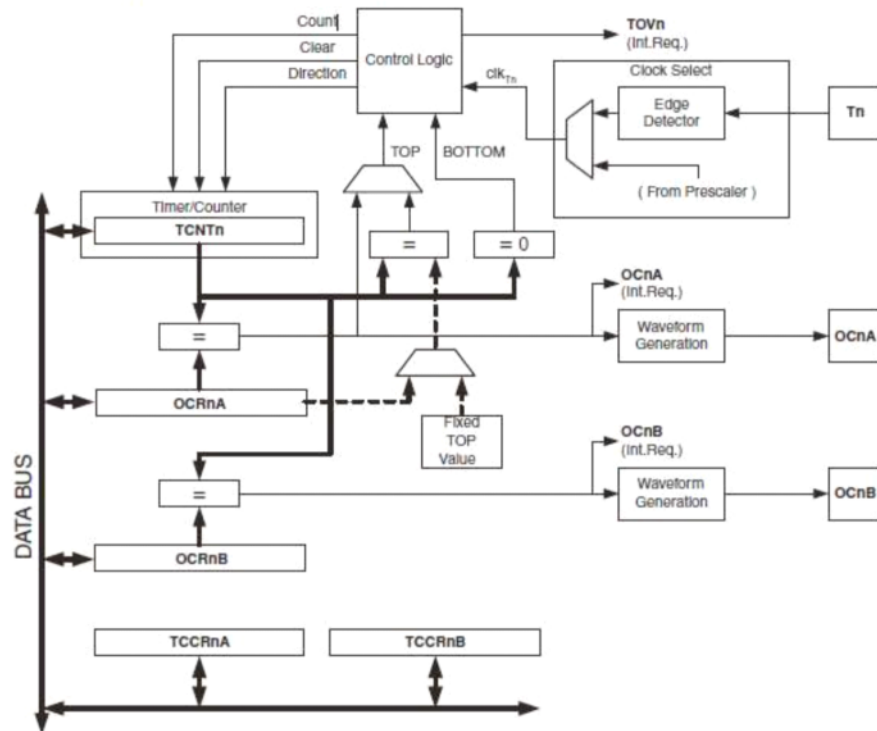 Count
Clear
Direction
Control Logic
TOVn
(Int.Req.)
clkTn
Clock Select
Edge
Detector
Tn
( From Prescaler )
TOP
BOTTOM
Timer/Counter
TCNTn
=
= 0
OCnA
(Int.Req.)
=
Waveform
Generation
OCnA
OCRnA
Fixed
TOP
Value
OCnB
(Int.Req.)
=
Waveform
Generation
OCnB
OCRnB
DATA BUS
TCCRnA
TCCRnB